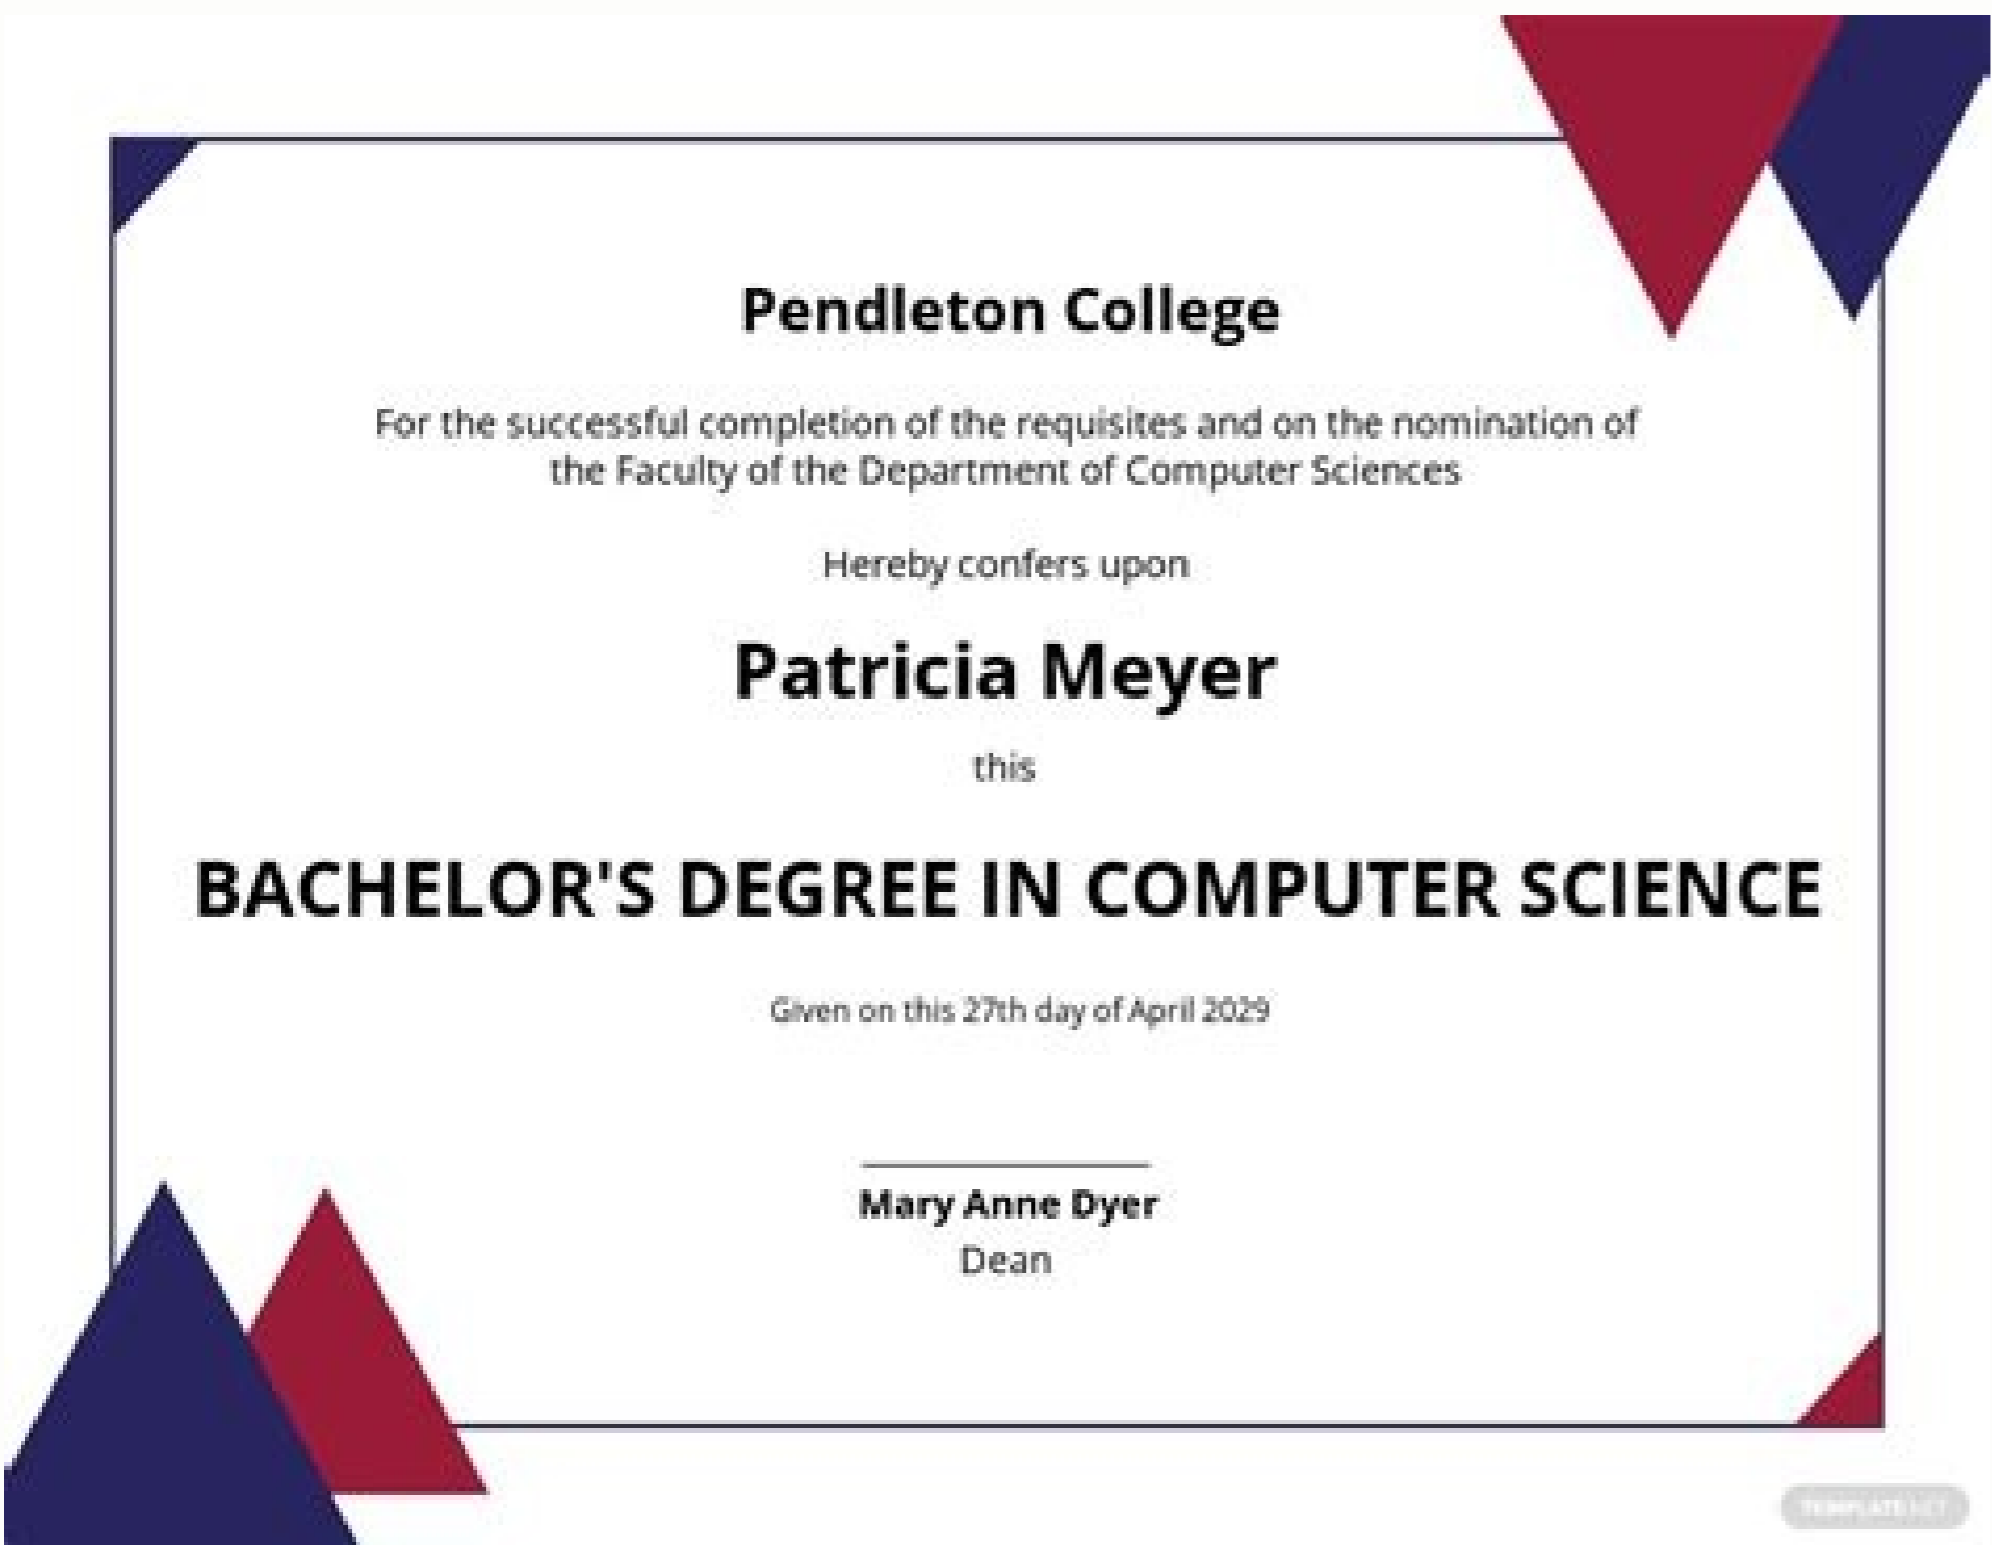 Pendleton College
For the successful completion of the requisites and on the nomination of
the Faculty of the Department of Computer Sciences
Hereby confers upon
Patricia Meyer
this
BACHELOR'S DEGREE IN COMPUTER SCIENCE
Given on this 27th day of April 2029
Mary Anne Dyer
Dean
TEMPLATE.NET